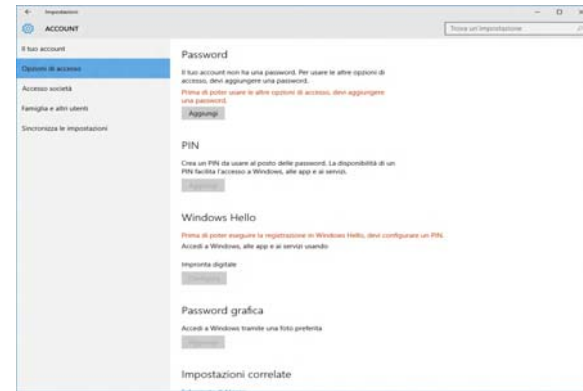 Impostazioni
ACCOUNT
Trova un'impostazione
Il tuo account
Opzioni di accesso
Accesso società
Famiglia e altri utenti
Sincronizza le impostazioni
Password
Il tuo account non ha una password. Per usare le altre opzioni di
accesso, devi aggiungere una password.
Prima di poter usare le altre opzioni di accesso, devi aggiungere
una password.
Aggiungi
PIN
Crea un PIN da usare al posto delle password. La disponibilità di un
PIN facilita l'accesso a Windows, alle app e ai servizi.
Aggiungi
Windows Hello
Prima di poter eseguire la registrazione in Windows Hello, devi configurare un PIN.
Accedi a Windows, alle app e ai servizi usando
Impronta digitale
Password grafica
Accedi a Windows tramite una foto preferita
Impostazioni correlate